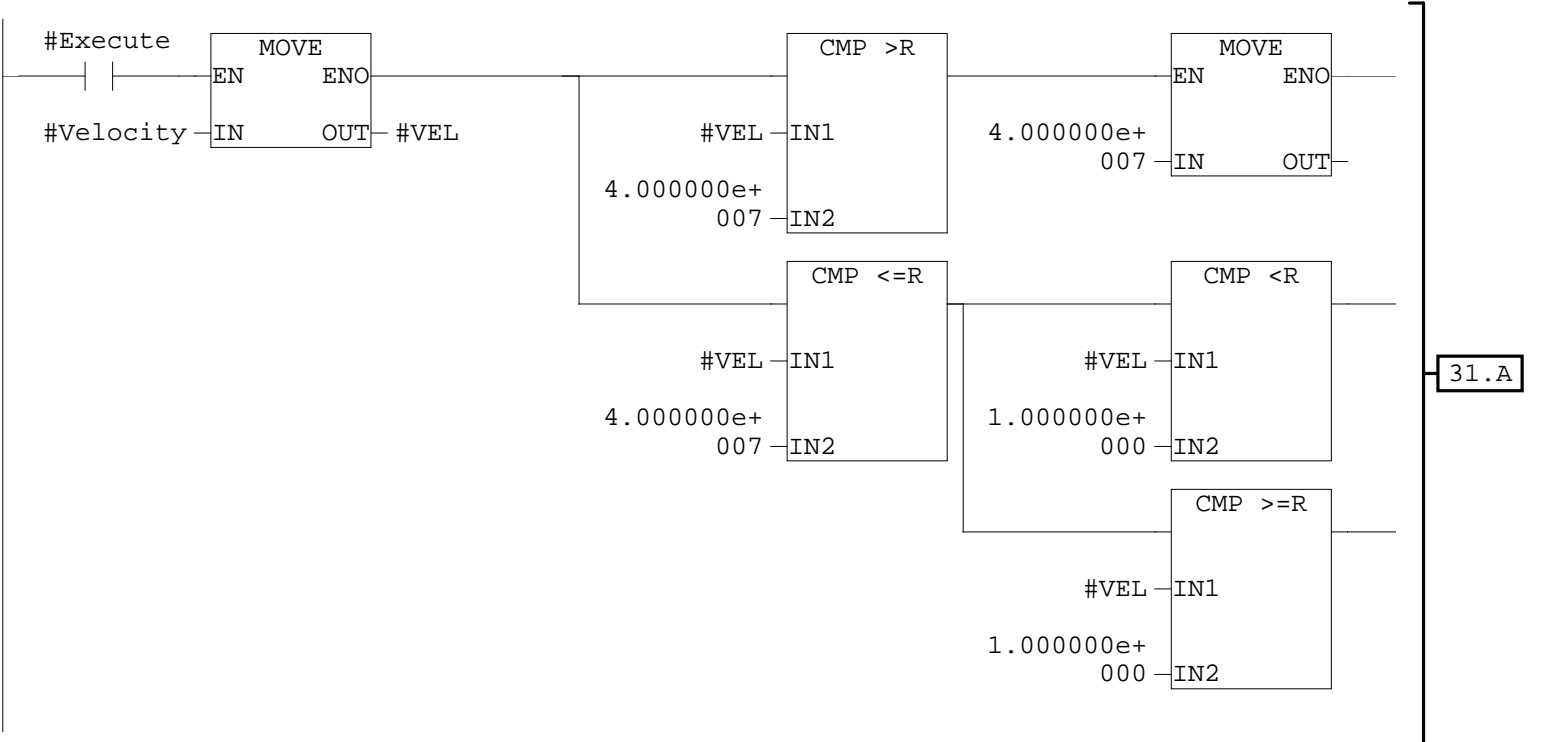 #Execute
MOVE
CMP >R
MOVE
EN ENO
EN ENO
#Velocity IN OUT #VEL
#VEL IN1
4.000000e+
007 IN OUT
4.000000e+
007 IN2
CMP <=R
CMP <R
#VEL IN1
#VEL IN1
31.A
4.000000e+
007 IN2
1.000000e+
000 IN2
CMP >=R
#VEL IN1
1.000000e+
000 IN2